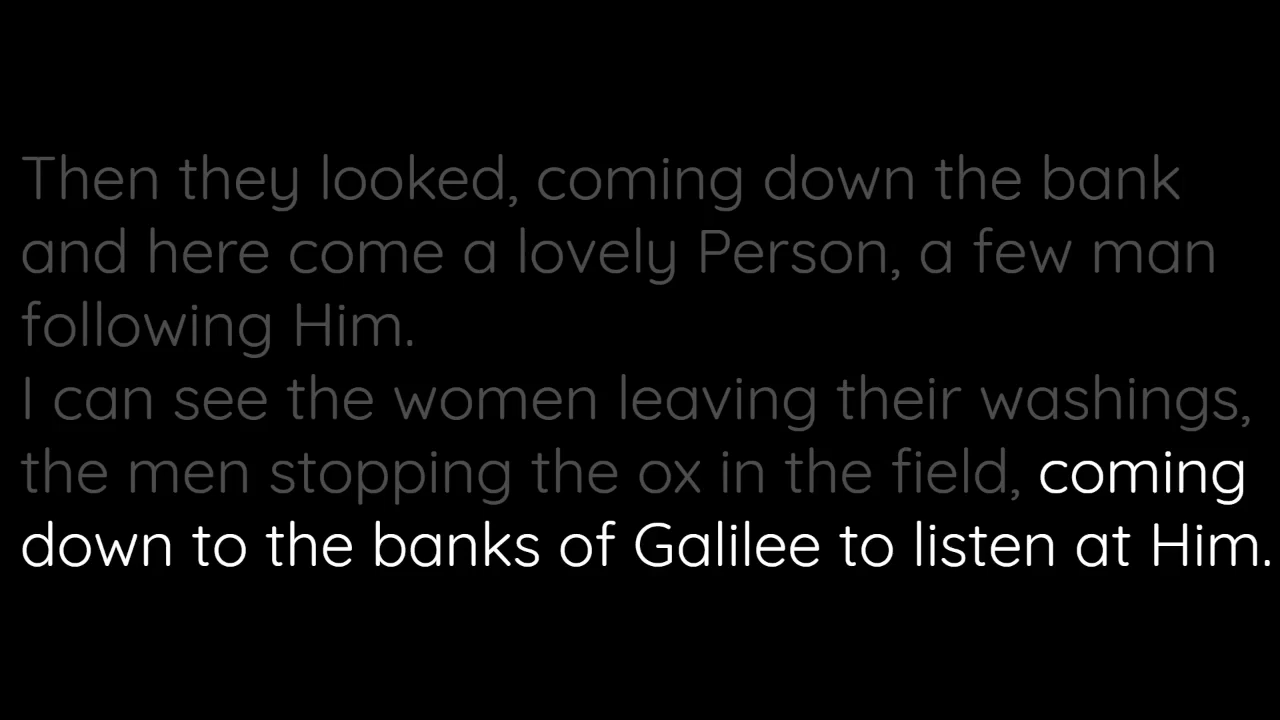 Then they looked, coming down the bank
and here come a lovely Person, a few man
following Him.
I can see the women leaving their washings,
the men stopping the ox in the field, coming
down to the banks of Galilee to listen at Him.